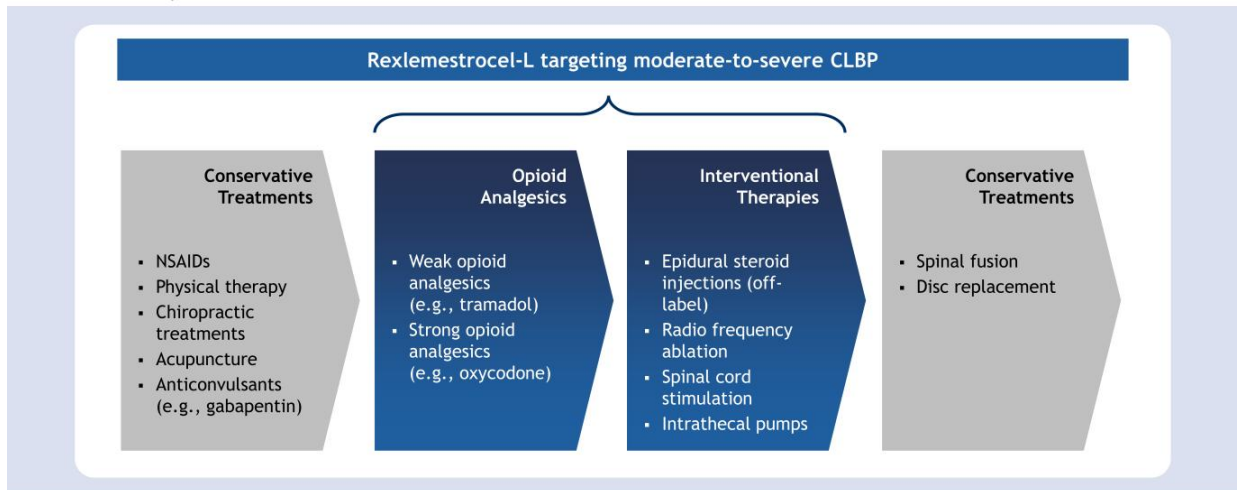 Rexlemestrocel-L targeting moderate-to-severe CLBP
Conservative
Treatments
▪ NSAIDs
▪ Physical therapy
▪ Chiropractic
treatments
▪ Acupuncture
▪ Anticonvulsants
(e.g., gabapentin)
Opioid
Analgesics
▪ Weak opioid
analgesics
(e.g., tramadol)
▪ Strong opioid
analgesics
(e.g., oxycodone)
Interventional
Therapies
▪ Epidural steroid
injections (off-
label)
▪ Radio frequency
ablation
▪ Spinal cord
stimulation
▪ Intrathecal pumps
Conservative
Treatments
▪ Spinal fusion
▪ Disc replacement